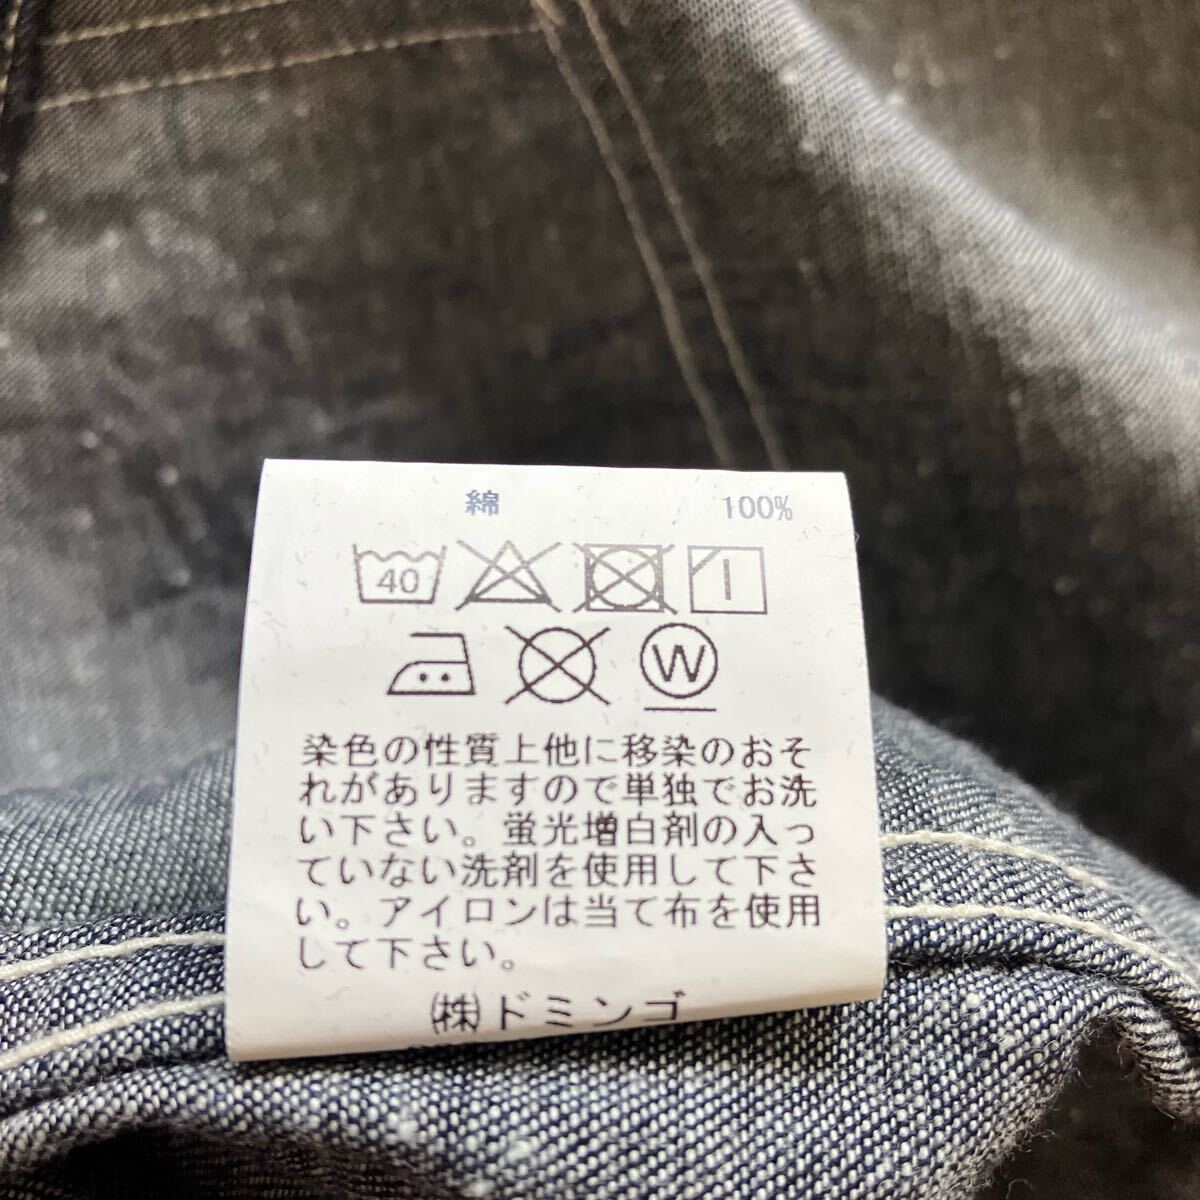 綿 100%
40
W
染色の性質上他に移染のおそ
れがありますので単独でお洗
い下さい。蛍光増白剤の入っ
ていない洗剤を使用して下さ
い。アイロンは当て布を使用
して下さい。
㈱ドミンゴ